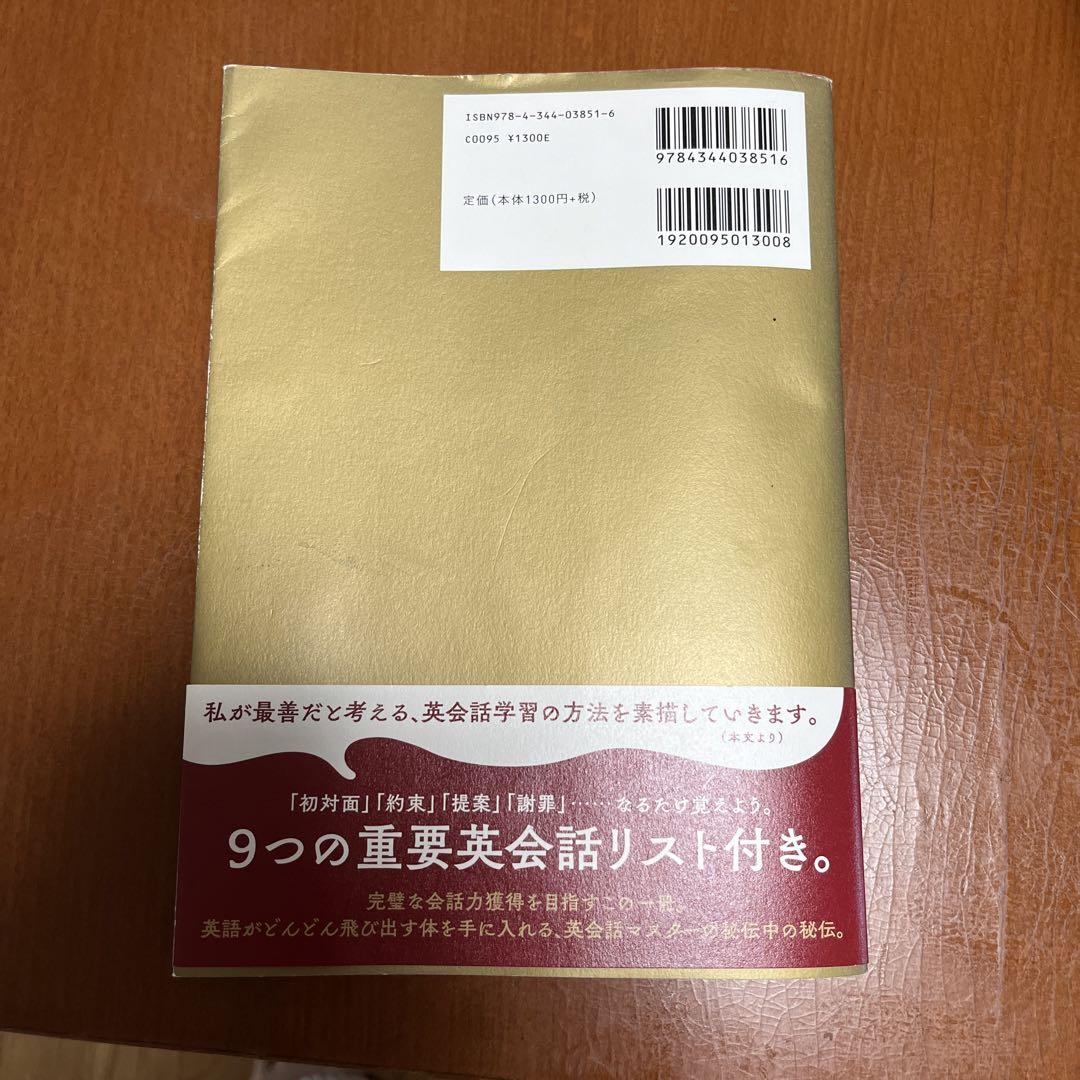 ISBN978-4-344-03851-6
C0095 ¥1300E
9784344038516
定価(本体1300円+税)
1920095013008
私が最善だと考える、英会話学習の方法を素描していきます。
(本文より)
「初対面」「約束」「提案」「謝罪」……なるたけ覚えよう。
9つの重要英会話リスト付き。
完璧な会話力獲得を目指すこの一冊。
英語がどんどん飛び出す体を手に入れる、英会話マスターの秘伝中の秘伝。